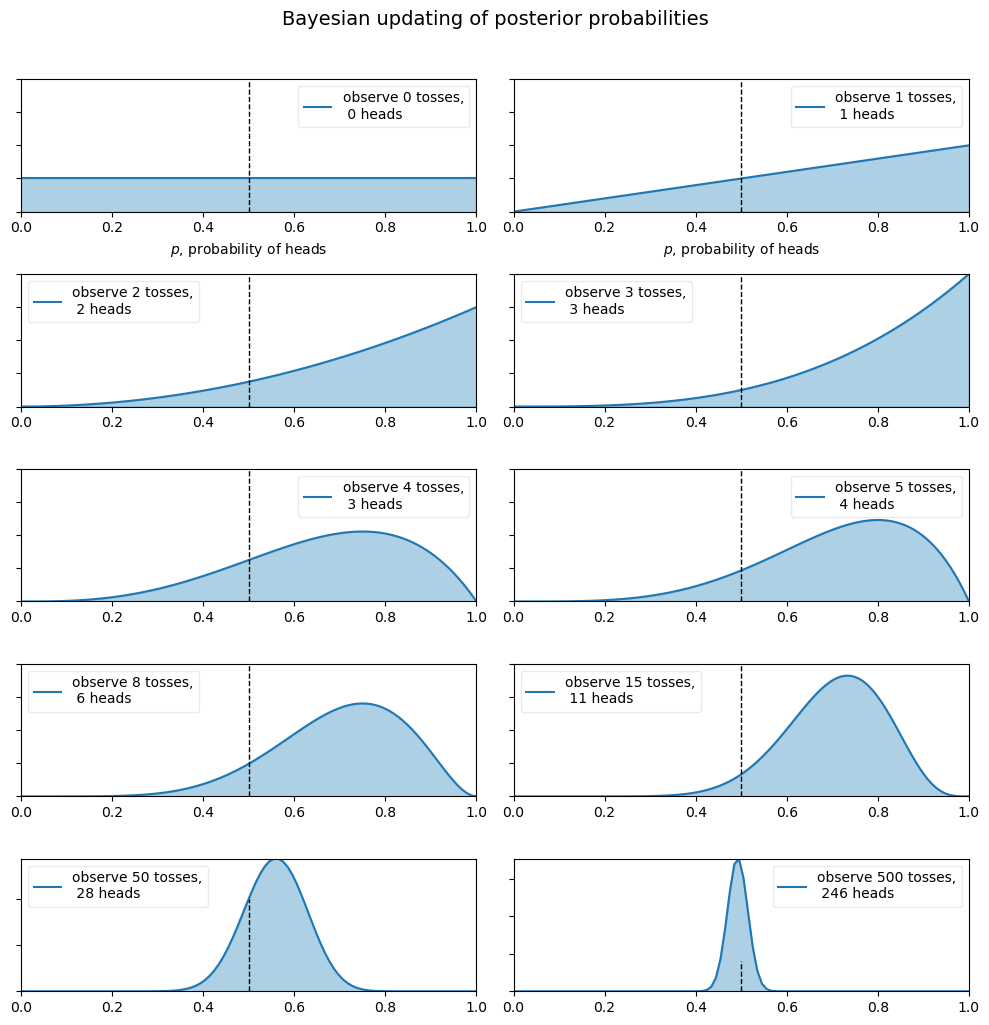 Bayesian updating of posterior probabilities
observe 0 tosses,
0 heads
0.0 0.2 0.4 0.6 0.8 1.0
p, probability of heads
observe 1 tosses,
1 heads
0.0 0.2 0.4 0.6 0.8 1.0
p, probability of heads
observe 2 tosses,
2 heads
0.0 0.2 0.4 0.6 0.8 1.0
observe 3 tosses,
3 heads
0.0 0.2 0.4 0.6 0.8 1.0
observe 4 tosses,
3 heads
0.0 0.2 0.4 0.6 0.8 1.0
observe 5 tosses,
4 heads
0.0 0.2 0.4 0.6 0.8 1.0
observe 8 tosses,
6 heads
0.0 0.2 0.4 0.6 0.8 1.0
observe 15 tosses,
11 heads
0.0 0.2 0.4 0.6 0.8 1.0
observe 50 tosses,
28 heads
0.0 0.2 0.4 0.6 0.8 1.0
observe 500 tosses,
246 heads
0.0 0.2 0.4 0.6 0.8 1.0